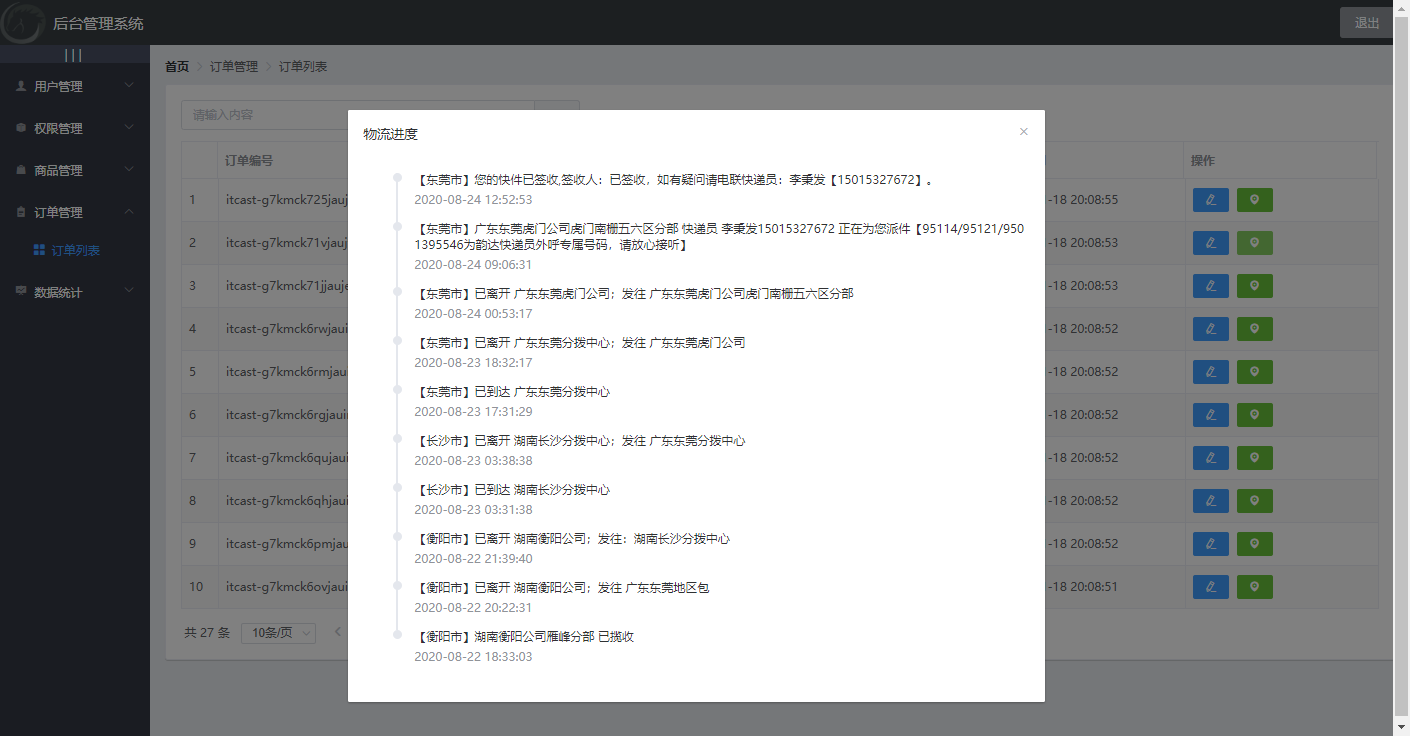 后台管理系统
退出
|||
用户管理
权限管理
商品管理
订单管理
订单列表
数据统计
首页 > 订单管理 > 订单列表
请输入内容
订单编号
操作
1 itcast-g7kmck725jauj -18 20:08:55
2 itcast-g7kmck71vjauj -18 20:08:53
3 itcast-g7kmck71jjauje -18 20:08:53
4 itcast-g7kmck6rwjaui -18 20:08:52
5 itcast-g7kmck6rmjau -18 20:08:52
6 itcast-g7kmck6rgjaui -18 20:08:52
7 itcast-g7kmck6qujaui -18 20:08:52
8 itcast-g7kmck6qhjaui -18 20:08:52
9 itcast-g7kmck6pmjau -18 20:08:52
10 itcast-g7kmck6ovjaui -18 20:08:51
共 27 条 10条/页
物流进度
【东莞市】您的快件已签收,签收人：已签收，如有疑问请电联快递员：李秉发【15015327672】。
2020-08-24 12:52:53
【东莞市】广东东莞虎门公司虎门南栅五六区分部 快递员 李秉发15015327672 正在为您派件【95114/95121/950
1395546为韵达快递员外呼专属号码，请放心接听】
2020-08-24 09:06:31
【东莞市】已离开 广东东莞虎门公司；发往 广东东莞虎门公司虎门南栅五六区分部
2020-08-24 00:53:17
【东莞市】已离开 广东东莞分拨中心；发往 广东东莞虎门公司
2020-08-23 18:32:17
【东莞市】已到达 广东东莞分拨中心
2020-08-23 17:31:29
【长沙市】已离开 湖南长沙分拨中心；发往 广东东莞分拨中心
2020-08-23 03:38:38
【长沙市】已到达 湖南长沙分拨中心
2020-08-23 03:31:38
【衡阳市】已离开 湖南衡阳公司；发往：湖南长沙分拨中心
2020-08-22 21:39:40
【衡阳市】已离开 湖南衡阳公司；发往 广东东莞地区包
2020-08-22 20:22:31
【衡阳市】湖南衡阳公司雁峰分部 已揽收
2020-08-22 18:33:03